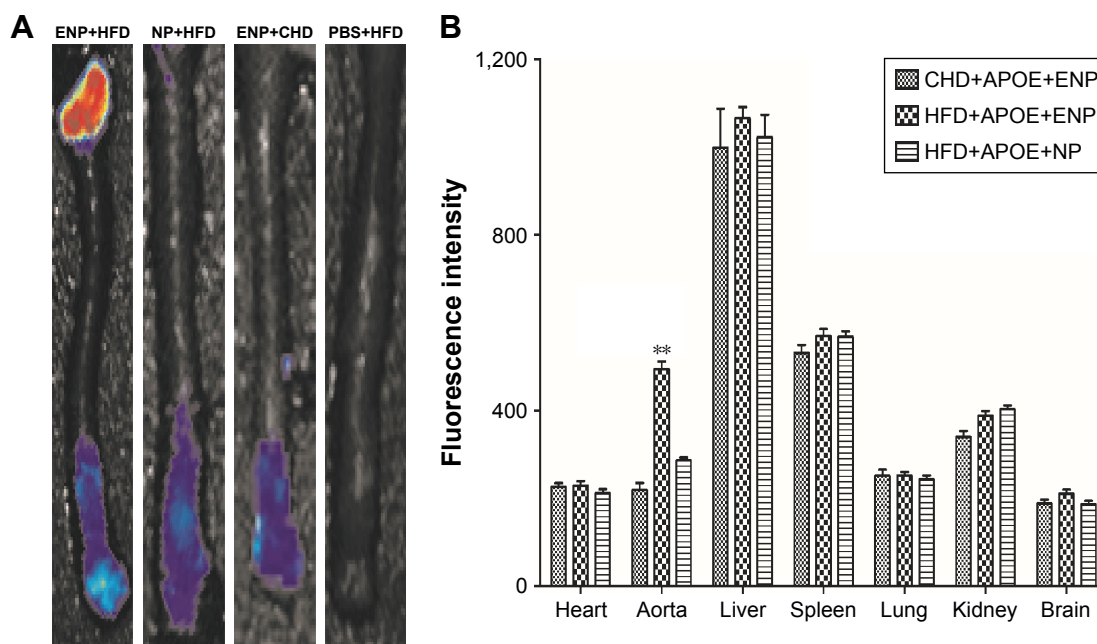 A
ENP+HFD NP+HFD ENP+CHD PBS+HFD
B
1,200
800
400
0
Fluorescence intensity
CHD+APOE+ENP
HFD+APOE+ENP
HFD+APOE+NP
**
Heart Aorta Liver Spleen Lung Kidney Brain